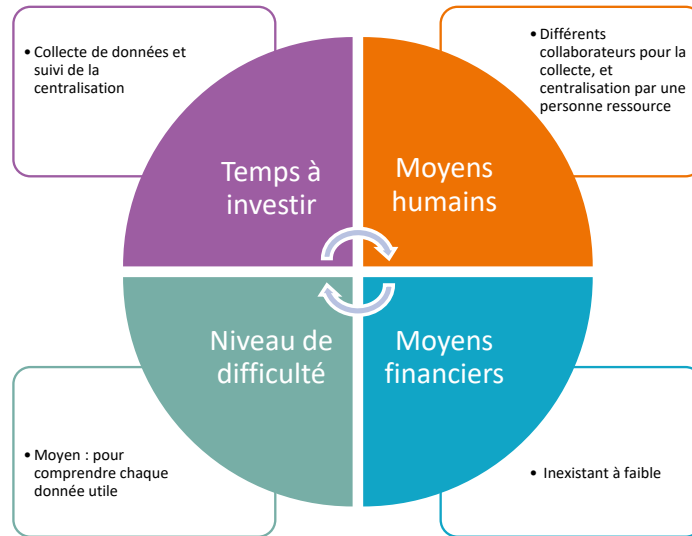 • Collecte de données et
suivi de la
centralisation
• Différents
collaborateurs pour la
collecte, et
centralisation par une
personne ressource
Temps à
investir
Moyens
humains
Niveau de
difficulté
Moyens
financiers
• Moyen : pour
comprendre chaque
donnée utile
• Inexistant à faible